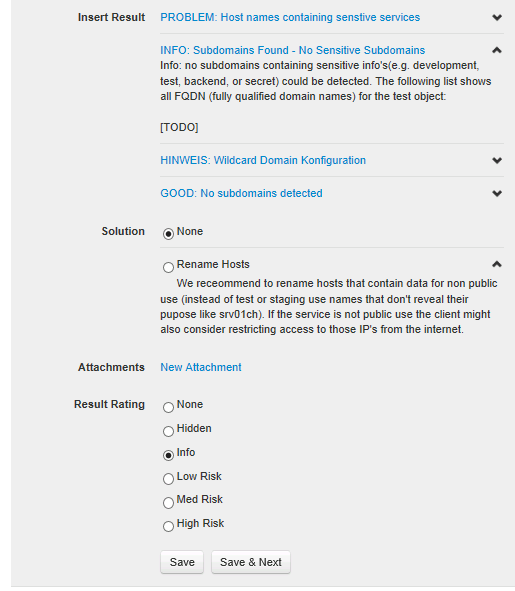 Insert Result
PROBLEM: Host names containing senstive services
INFO: Subdomains Found - No Sensitive Subdomains
Info: no subdomains containing sensitive info's(e.g. development,
test, backend, or secret) could be detected. The following list shows
all FQDN (fully qualified domain names) for the test object:
[TODO]
HINWEIS: Wildcard Domain Konfiguration
GOOD: No subdomains detected
Solution
None
Rename Hosts
We receommend to rename hosts that contain data for non public
use (instead of test or staging use names that don't reveal their
pupose like srv01ch). If the service is not public use the client might
also consider restricting access to those IP's from the internet.
Attachments
New Attachment
Result Rating
None
Hidden
Info
Low Risk
Med Risk
High Risk
Save
Save & Next